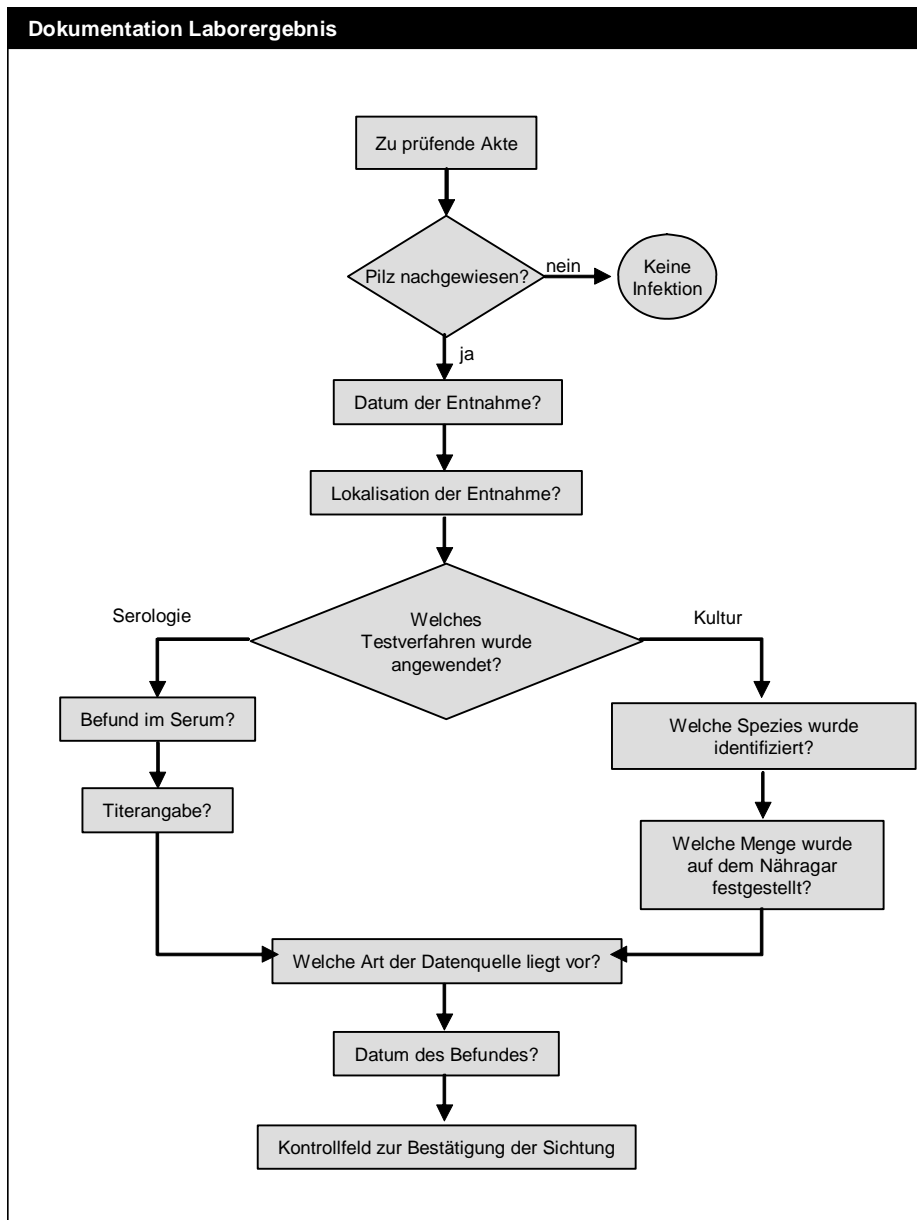 Dokumentation Laborergebnis
Zu prüfende Akte
Pilz nachgewiesen?
nein
Keine
Infektion
ja
Datum der Entnahme?
Lokalisation der Entnahme?
Welches
Testverfahren wurde
angewendet?
Serologie
Befund im Serum?
Titerangabe?
Kultur
Welche Spezies wurde
identifiziert?
Welche Menge wurde
auf dem Nähragar
festgestellt?
Welche Art der Datenquelle liegt vor?
Datum des Befundes?
Kontrollfeld zur Bestätigung der Sichtung